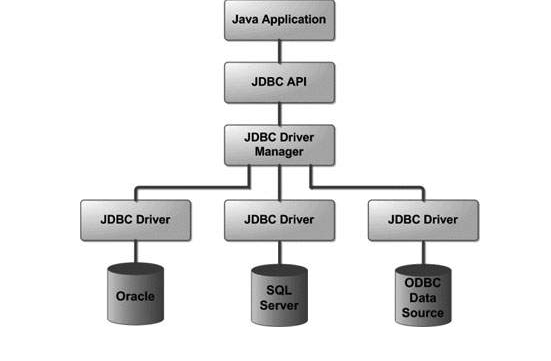 Java Application
JDBC API
JDBC Driver
Manager
JDBC Driver
JDBC Driver
JDBC Driver
Oracle
SQL
Server
ODBC
Data
Source